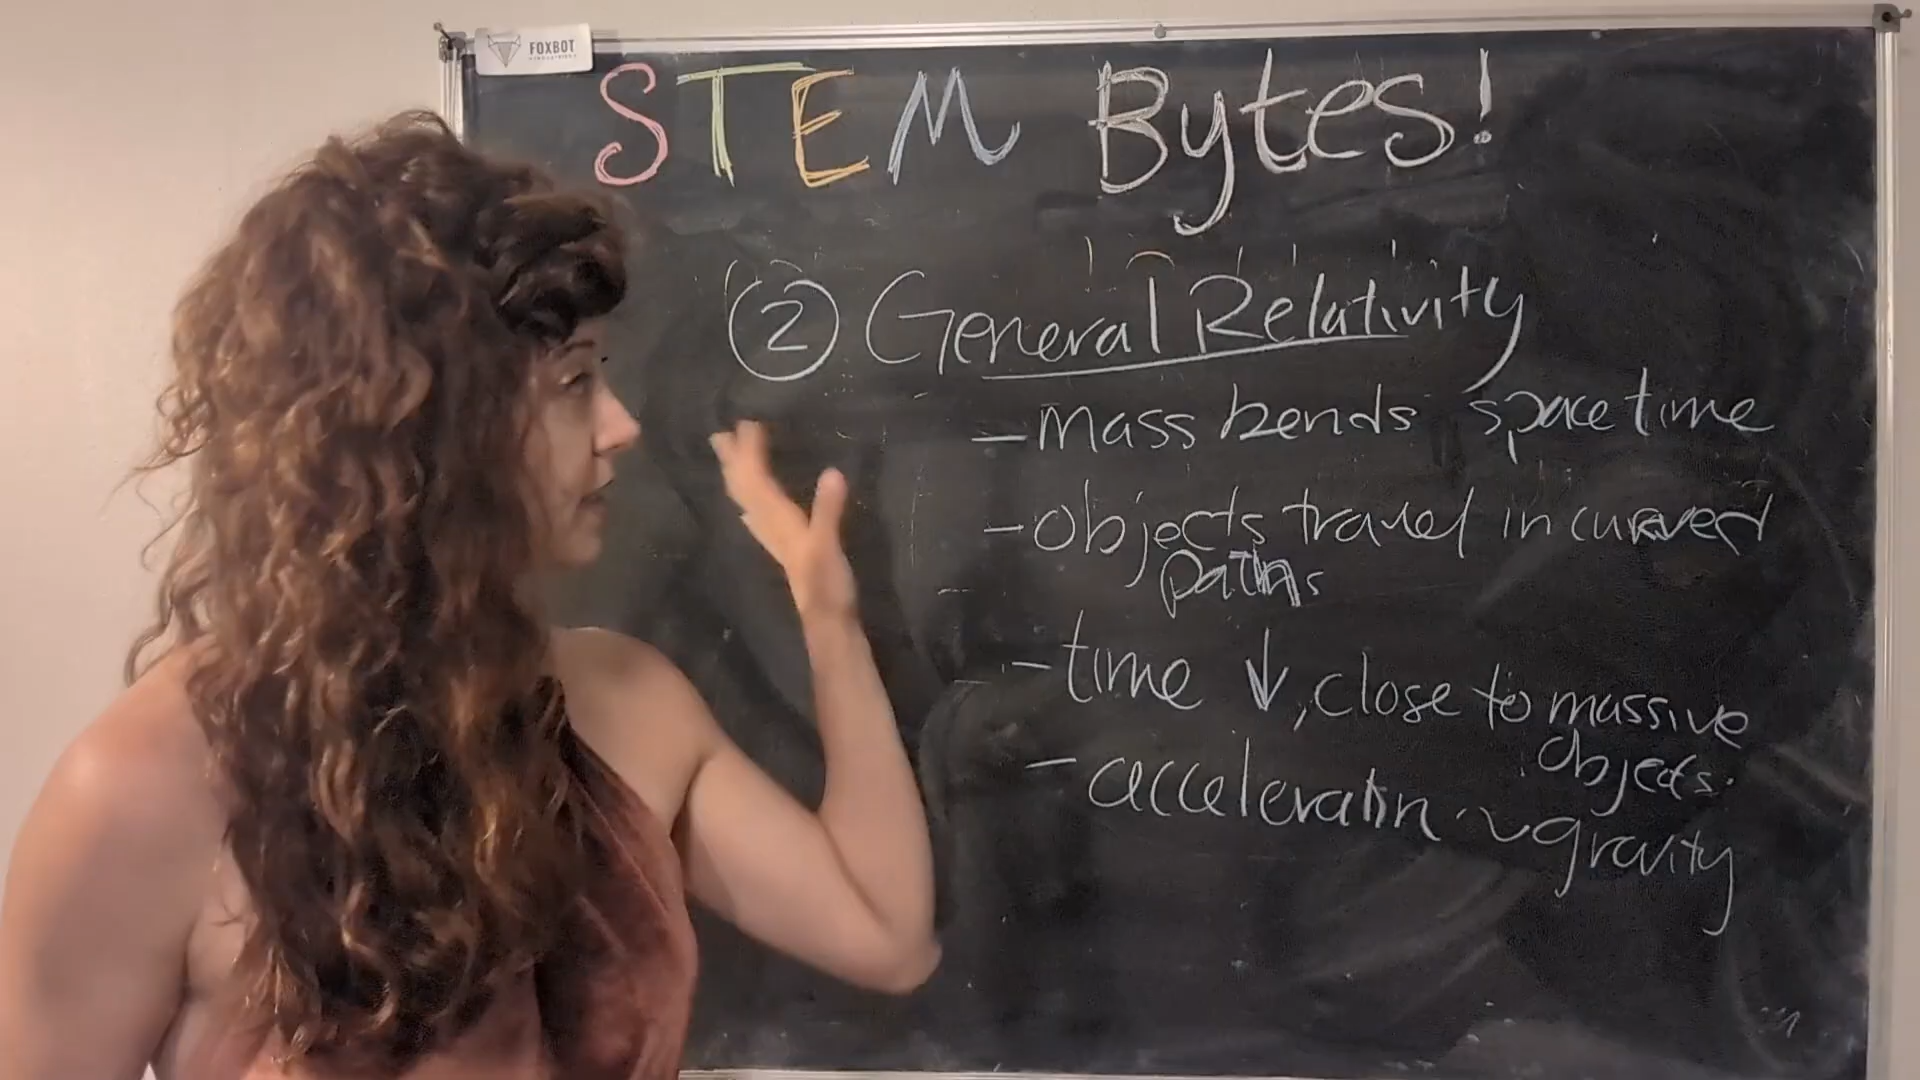 FOXBOT
STEM Bytes!
② General Relativity
- mass bends spacetime
- objects travel in curved
paths
- time ↓, close to massive
objects.
- acceleration ~ gravity